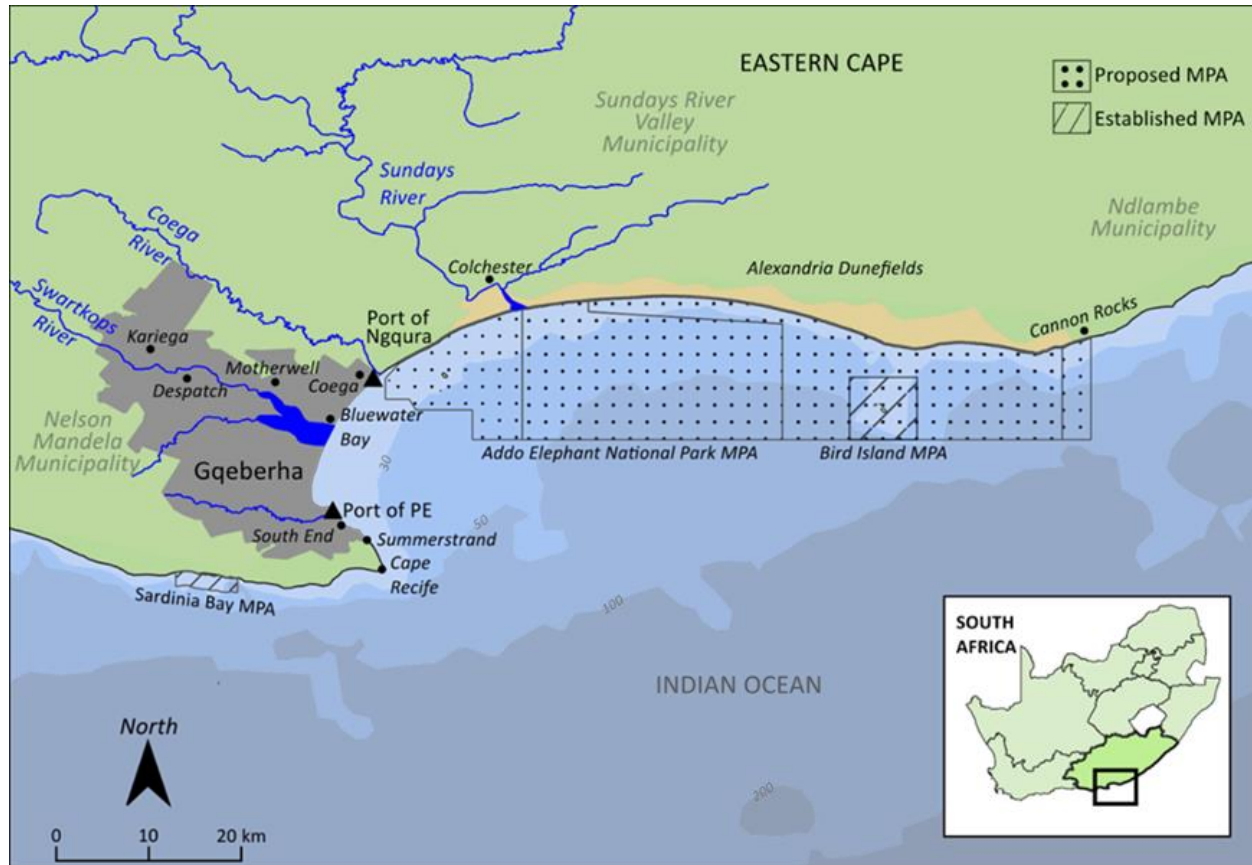 EASTERN CAPE
Proposed MPA
Established MPA
Sundays River
Valley
Municipality
Ndlambe
Municipality
Sundays
River
Coega
River
Swartkops
River
Colchester
Alexandria Dunefields
Cannon Rocks
Port of
Ngqura
Kariega
Motherwell
Despatch
Coega
Bluewater
Bay
Nelson
Mandela
Municipality
Gqeberha
30
Addo Elephant National Park MPA
Bird Island MPA
Port of PE
South End
Summerstrand
50
Cape
Recife
Sardinia Bay MPA
100
INDIAN OCEAN
200
SOUTH
AFRICA
North
0
10
20 km